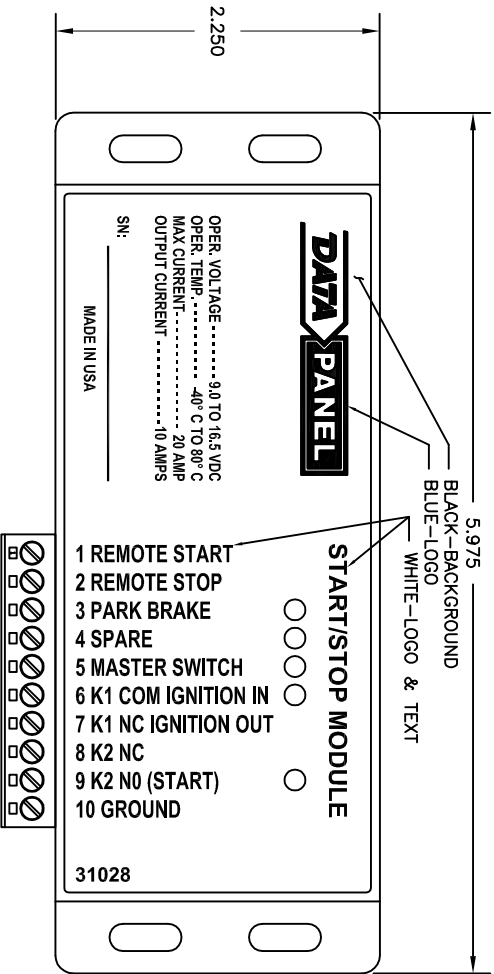 2.250
5.975
BLACK-BACKGROUND
BLUE-LOGO
WHITE-LOGO & TEXT
DATA PANEL
START/STOP MODULE
OPER. VOLTAGE ------- 9.0 TO 16.5 VDC
OPER. TEMP. ---------- -40° C TO 80° C
MAX CURRENT ------------ 20 AMP
OUTPUT CURRENT ---------- 10 AMPS
SN:
MADE IN USA
1 REMOTE START
2 REMOTE STOP
3 PARK BRAKE
4 SPARE
5 MASTER SWITCH
6 K1 COM IGNITION IN
7 K1 NC IGNITION OUT
8 K2 NC
9 K2 N0 (START)
10 GROUND
31028